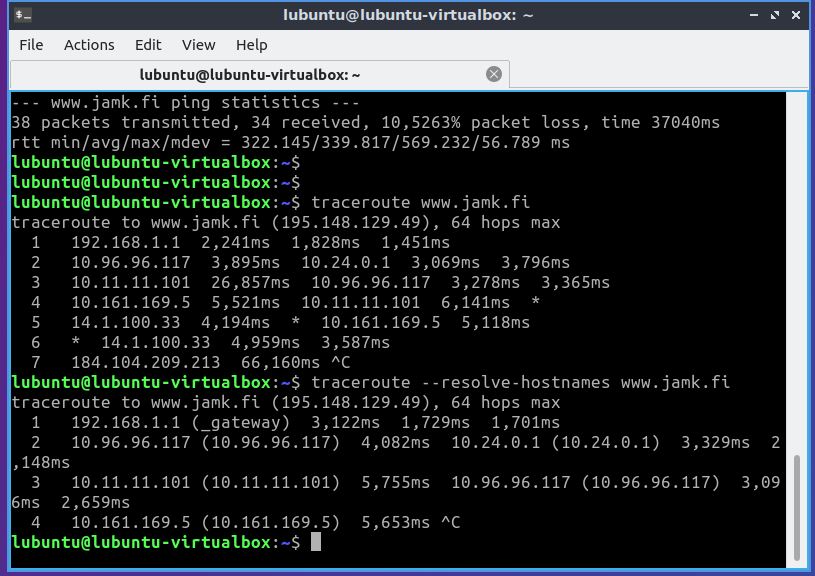 lubuntu@lubuntu-virtualbox: ~
File Actions Edit View Help
lubuntu@lubuntu-virtualbox: ~
--- www.jamk.fi ping statistics ---
38 packets transmitted, 34 received, 10,5263% packet loss, time 37040ms
rtt min/avg/max/mdev = 322.145/339.817/569.232/56.789 ms
lubuntu@lubuntu-virtualbox:~$
lubuntu@lubuntu-virtualbox:~$
lubuntu@lubuntu-virtualbox:~$ traceroute www.jamk.fi
traceroute to www.jamk.fi (195.148.129.49), 64 hops max
  1   192.168.1.1  2,241ms  1,828ms  1,451ms
  2   10.96.96.117  3,895ms  10.24.0.1  3,069ms  3,796ms
  3   10.11.11.101  26,857ms  10.96.96.117  3,278ms  3,365ms
  4   10.161.169.5  5,521ms  10.11.11.101  6,141ms  *
  5   14.1.100.33  4,194ms  *  10.161.169.5  5,118ms
  6   *  14.1.100.33  4,959ms  3,587ms
  7   184.104.209.213  66,160ms ^C
lubuntu@lubuntu-virtualbox:~$ traceroute --resolve-hostnames www.jamk.fi
traceroute to www.jamk.fi (195.148.129.49), 64 hops max
  1   192.168.1.1 (_gateway)  3,122ms  1,729ms  1,701ms
  2   10.96.96.117 (10.96.96.117)  4,082ms  10.24.0.1 (10.24.0.1)  3,329ms  2
,148ms
  3   10.11.11.101 (10.11.11.101)  5,755ms  10.96.96.117 (10.96.96.117)  3,09
6ms  2,659ms
  4   10.161.169.5 (10.161.169.5)  5,653ms ^C
lubuntu@lubuntu-virtualbox:~$